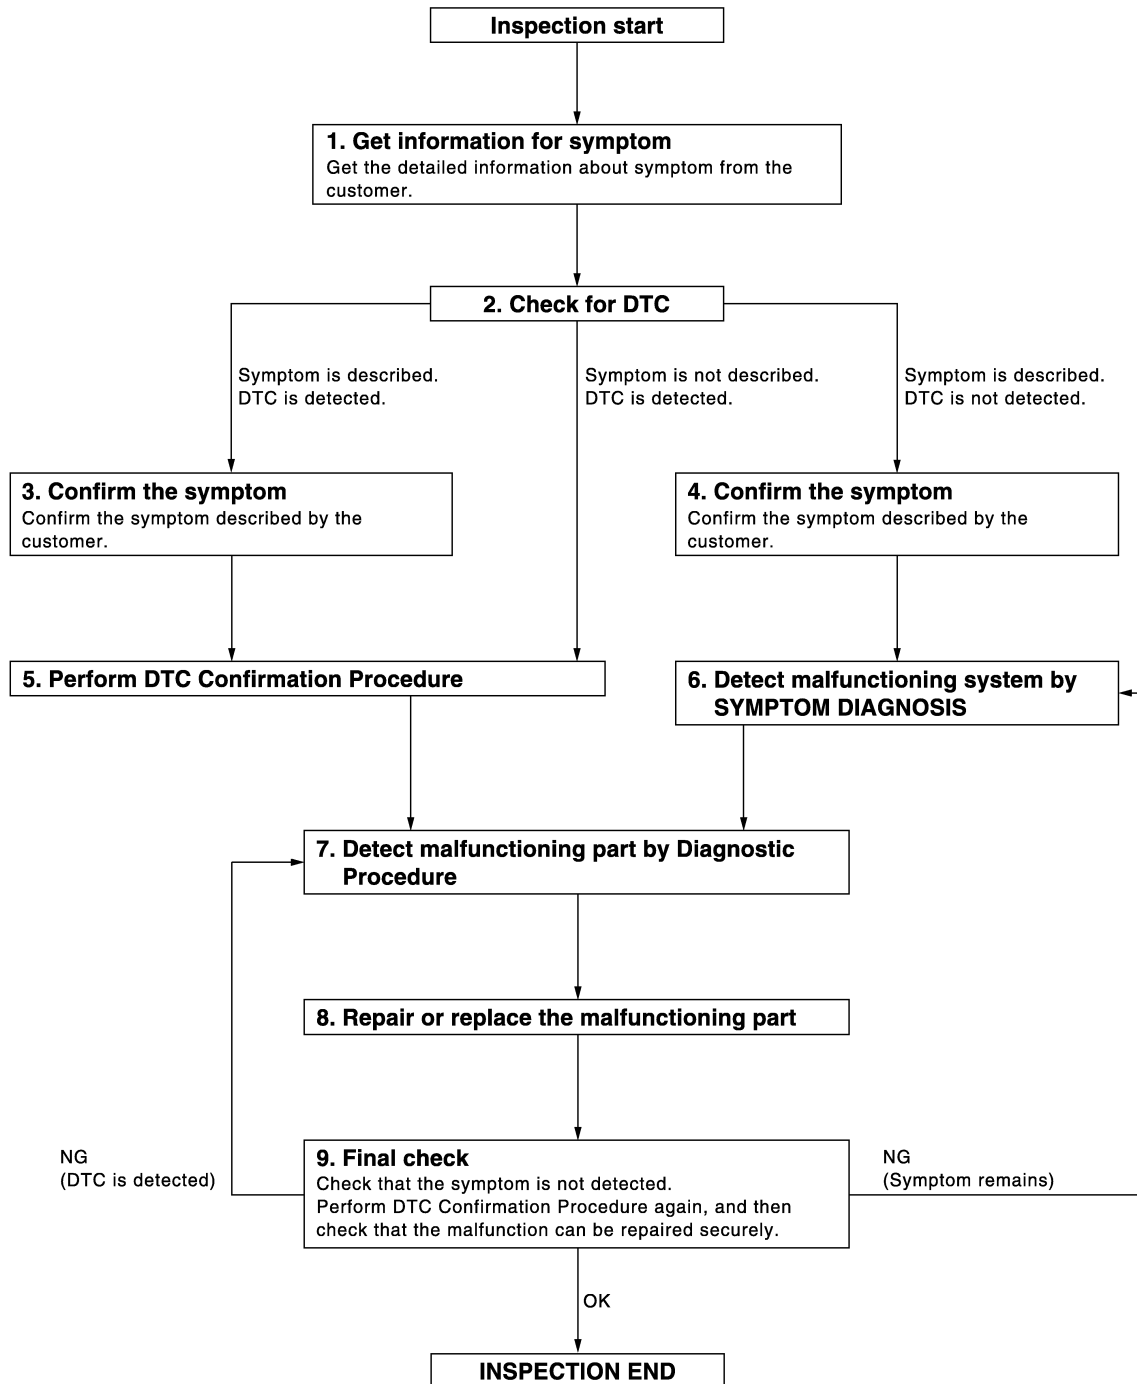 Inspection start
1. Get information for symptom
Get the detailed information about symptom from the
customer.
2. Check for DTC
Symptom is described.
DTC is detected.
Symptom is not described.
DTC is detected.
Symptom is described.
DTC is not detected.
3. Confirm the symptom
Confirm the symptom described by the
customer.
4. Confirm the symptom
Confirm the symptom described by the
customer.
5. Perform DTC Confirmation Procedure
6. Detect malfunctioning system by
SYMPTOM DIAGNOSIS
7. Detect malfunctioning part by Diagnostic
Procedure
8. Repair or replace the malfunctioning part
NG
(DTC is detected)
9. Final check
Check that the symptom is not detected.
Perform DTC Confirmation Procedure again, and then
check that the malfunction can be repaired securely.
NG
(Symptom remains)
OK
INSPECTION END